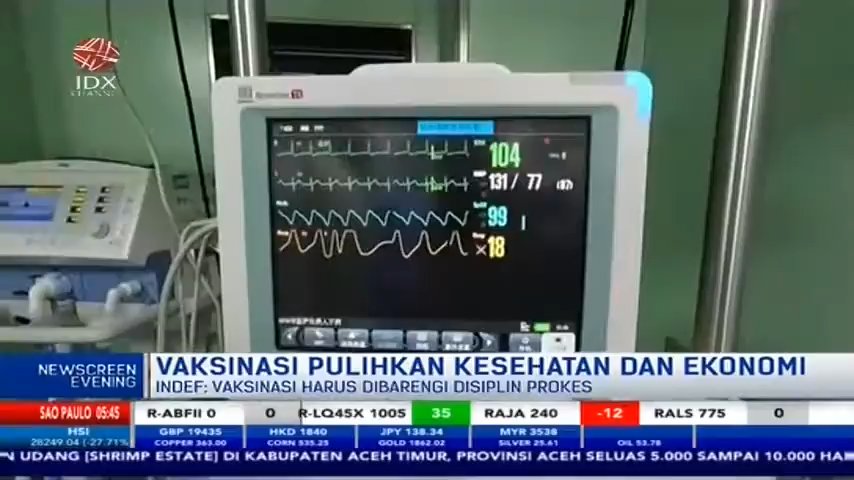 IDX
CHANNEL
104
131 / 77 (87)
99
18
VAKSINASI PULIHKAN KESEHATAN DAN EKONOMI
NEWSCREEN
EVENING
INDEF: VAKSINASI HARUS DIBARENGI DISIPLIN PROKES
SAO PAULO 05:45 R-ABFII 0 0 R-LQ45X 1005 35 RAJA 240 -12 RALS 775 0
HSI GBP 19435 HKD 1840 JPY 138.34 MYR 3538
28249.04 (-27.71% COPPER 363.00 CORN 535.25 GOLD 1862.02 SILVER 25.61 OIL 53.78
N UDANG [SHRIMP ESTATE] DI KABUPATEN ACEH TIMUR, PROVINSI ACEH SELUAS 5.000 SAMPAI 10.000 HA